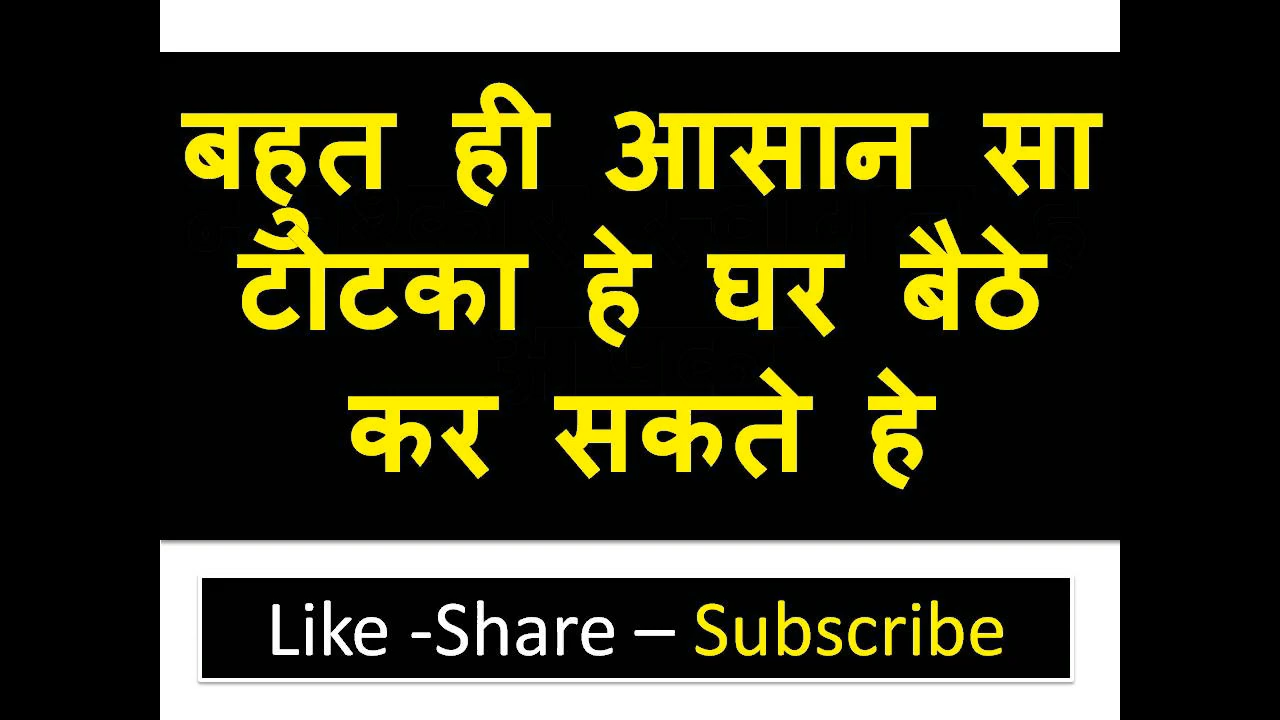 बहुत ही आसान सा
टोटका हे घर बैठे
कर सकते हे
Like -Share – Subscribe